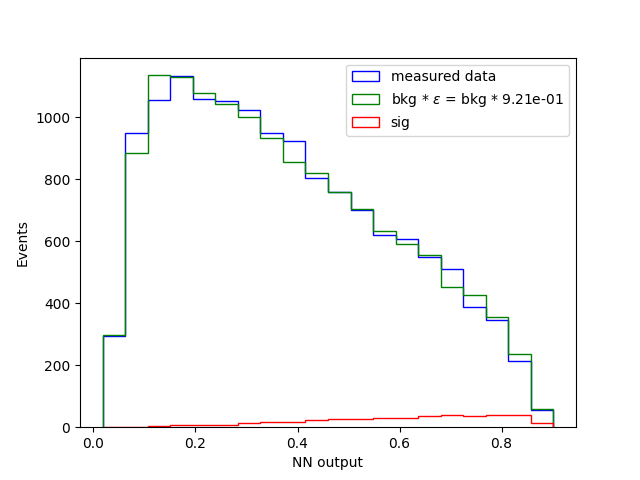 measured data
bkg * ε = bkg * 9.21e-01
sig
Events
1000
800
600
400
200
0
0.0 0.2 0.4 0.6 0.8
NN output